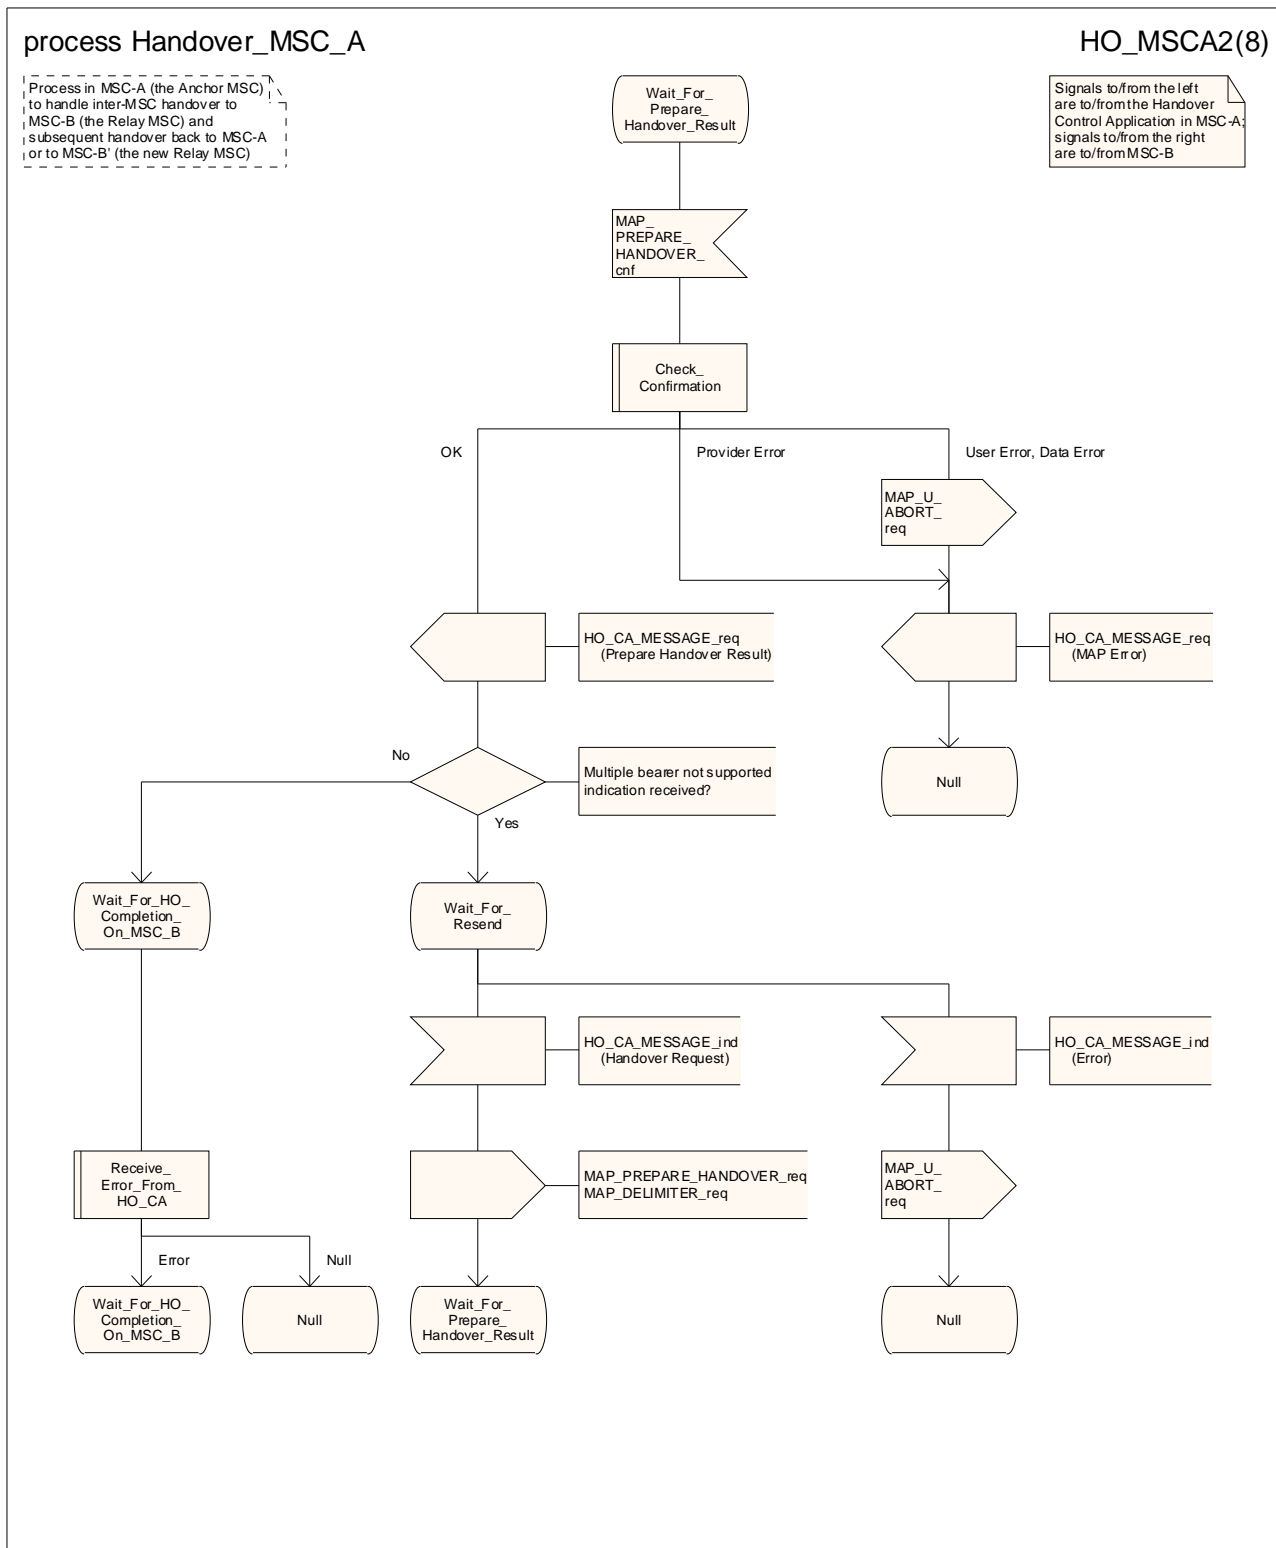 process Handover_MSC_A
HO_MSCA2(8)
Process in MSC-A (the Anchor MSC)
to handle inter-MSC handover to
MSC-B (the Relay MSC) and
subsequent handover back to MSC-A
or to MSC-B' (the new Relay MSC)
Wait_For_
Prepare_
Handover_Result
Signals to/from the left
are to/from the Handover
Control Application in MSC-A;
signals to/from the right
are to/from MSC-B
MAP_
PREPARE_
HANDOVER_
cnf
Check_
Confirmation
OK
Provider Error
User Error, Data Error
MAP_U_
ABORT_
req
HO_CA_MESSAGE_req
(Prepare Handover Result)
HO_CA_MESSAGE_req
(MAP Error)
No
Multiple bearer not supported
indication received?
Null
Yes
Wait_For_HO_
Completion_
On_MSC_B
Wait_For_
Resend
HO_CA_MESSAGE_ind
(Handover Request)
HO_CA_MESSAGE_ind
(Error)
Receive_
Error_From_
HO_CA
MAP_PREPARE_HANDOVER_req
MAP_DELIMITER_req
MAP_U_
ABORT_
req
Error
Null
Wait_For_HO_
Completion_
On_MSC_B
Null
Wait_For_
Prepare_
Handover_Result
Null